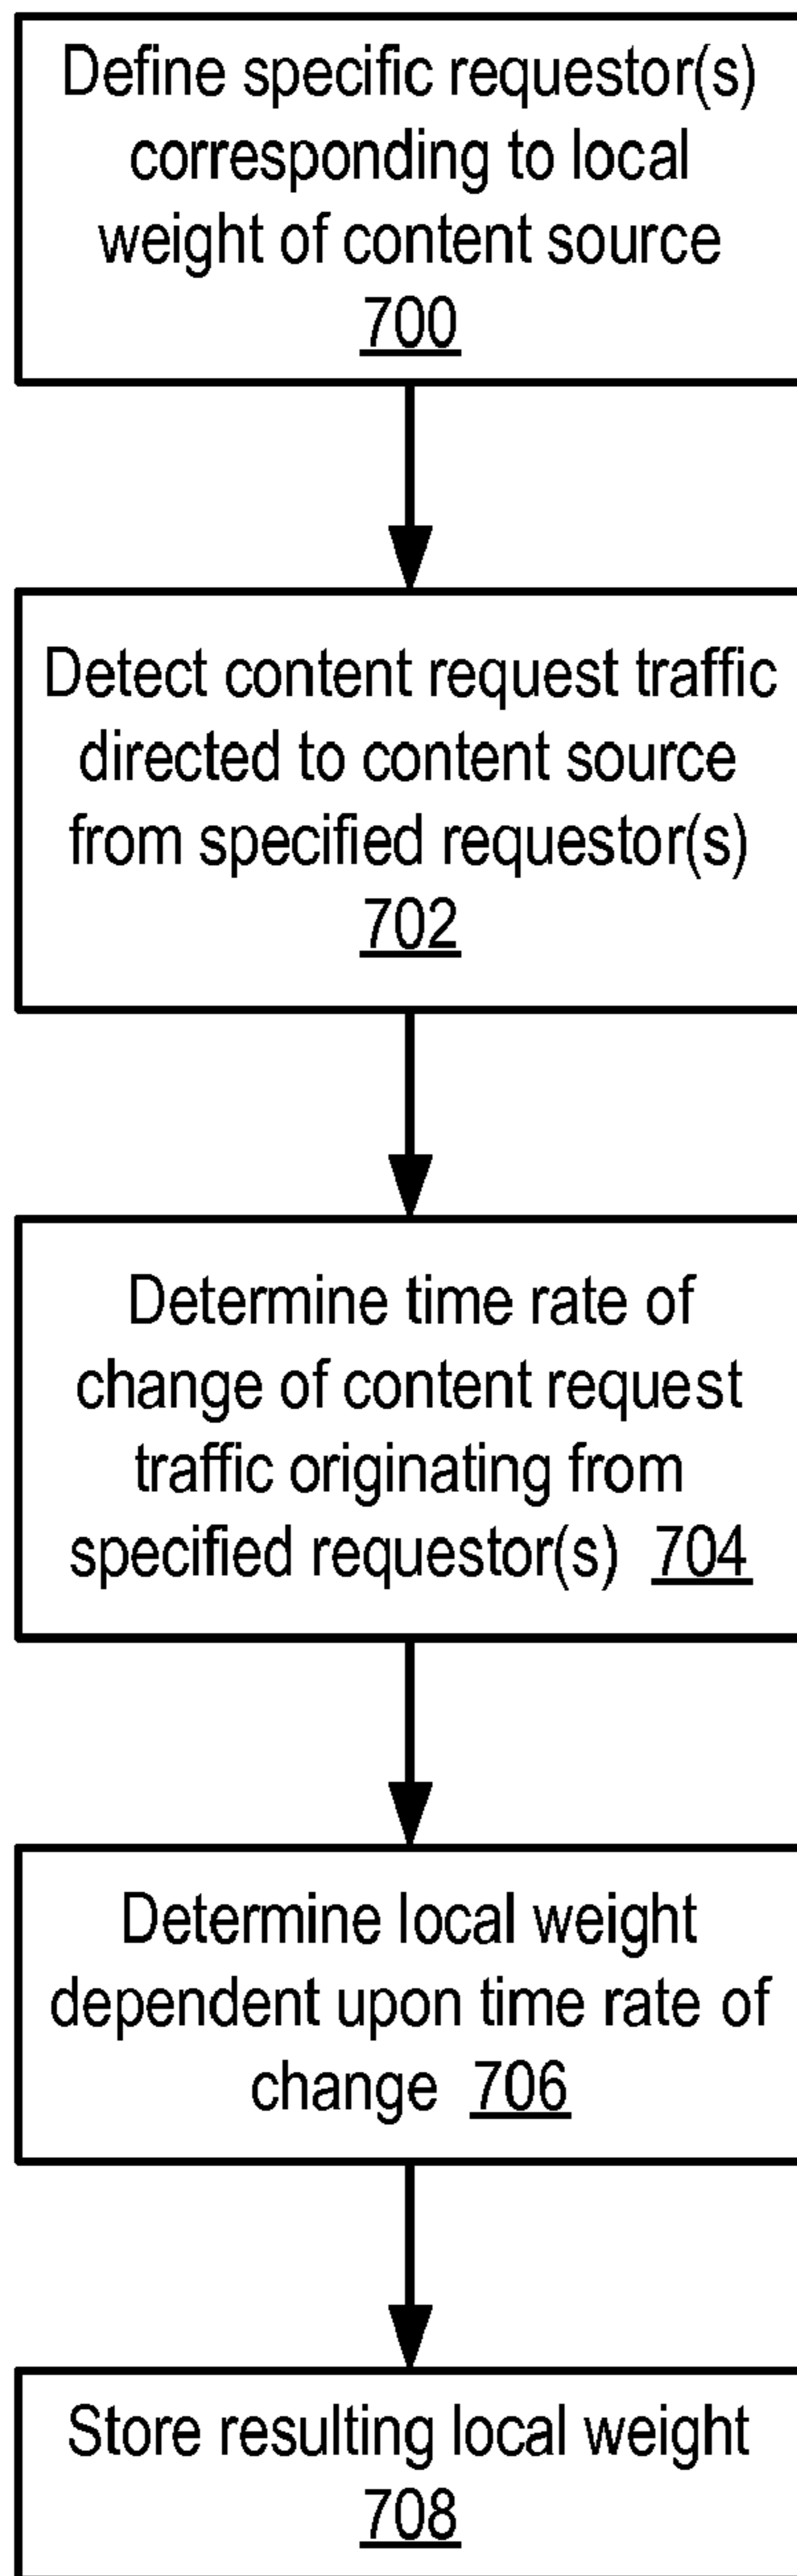 Define specific requestor(s)
corresponding to local
weight of content source
700
Detect content request traffic
directed to content source
from specified requestor(s)
702
Determine time rate of
change of content request
traffic originating from
specified requestor(s) 704
Determine local weight
dependent upon time rate of
change 706
Store resulting local weight
708